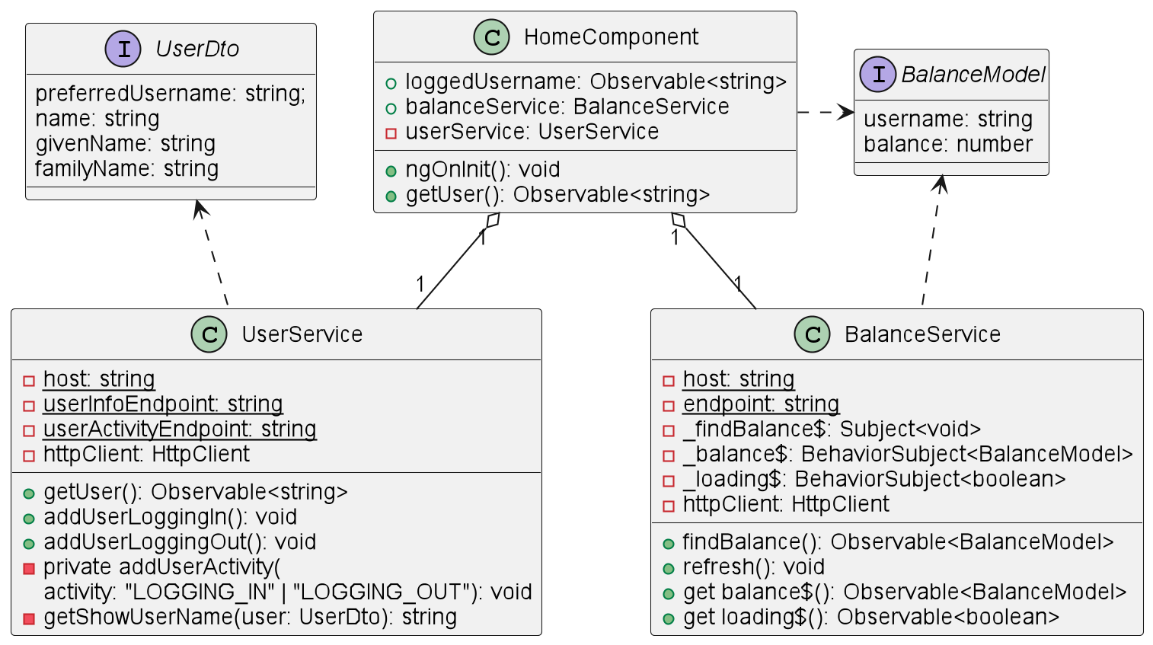 I UserDto
preferredUsername: string;
name: string
givenName: string
familyName: string
C HomeComponent
loggedUsername: Observable<string>
balanceService: BalanceService
userService: UserService
ngOnInit(): void
getUser(): Observable<string>
I BalanceModel
username: string
balance: number
1
1
1
1
C UserService
host: string
userInfoEndpoint: string
userActivityEndpoint: string
httpClient: HttpClient
getUser(): Observable<string>
addUserLoggingIn(): void
addUserLoggingOut(): void
private addUserActivity(
activity: "LOGGING_IN" | "LOGGING_OUT"): void
getShowUserName(user: UserDto): string
C BalanceService
host: string
endpoint: string
_findBalance$: Subject<void>
_balance$: BehaviorSubject<BalanceModel>
_loading$: BehaviorSubject<boolean>
httpClient: HttpClient
findBalance(): Observable<BalanceModel>
refresh(): void
get balance$(): Observable<BalanceModel>
get loading$(): Observable<boolean>